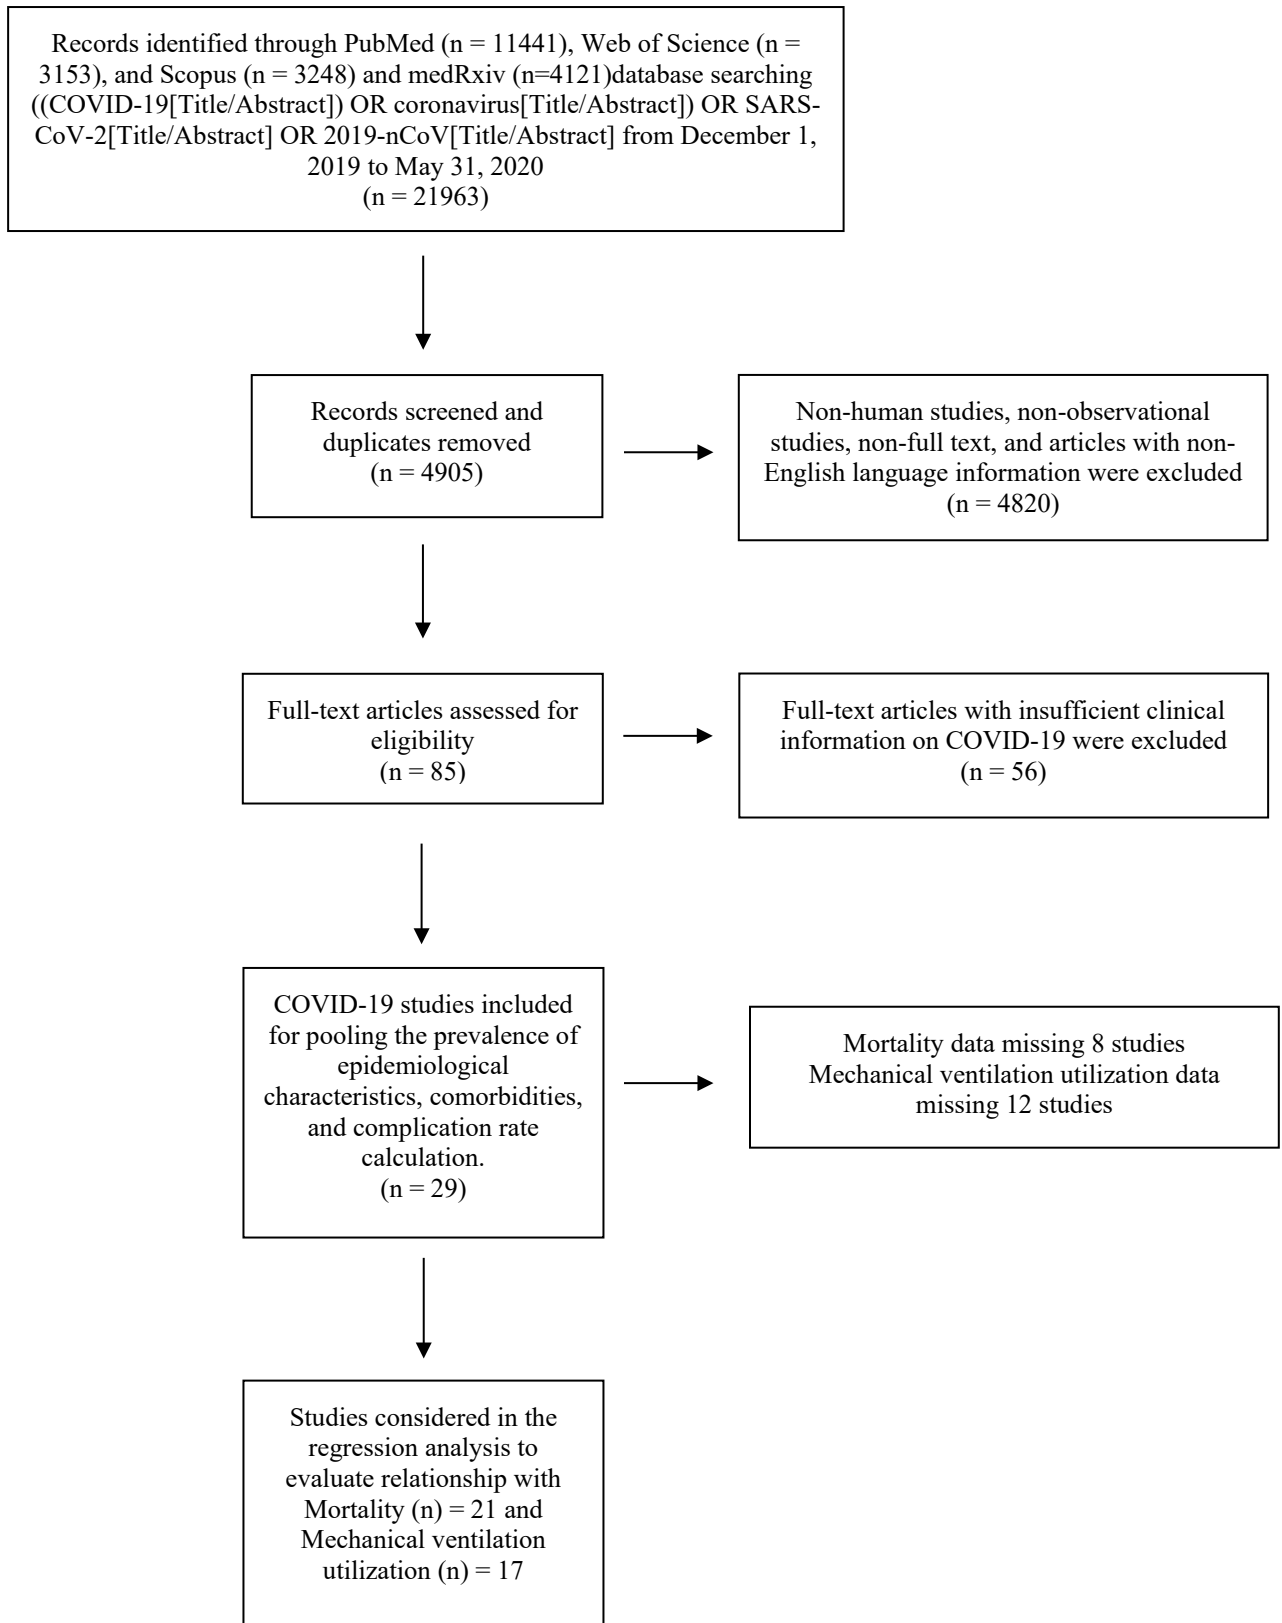 Records identified through PubMed (n = 11441), Web of Science (n =
3153), and Scopus (n = 3248) and medRxiv (n=4121)database searching
((COVID-19[Title/Abstract]) OR coronavirus[Title/Abstract]) OR SARS-
CoV-2[Title/Abstract] OR 2019-nCoV[Title/Abstract] from December 1,
2019 to May 31, 2020
(n = 21963)
Records screened and
duplicates removed
(n = 4905)
Non-human studies, non-observational
studies, non-full text, and articles with non-
English language information were excluded
(n = 4820)
Full-text articles assessed for
eligibility
(n = 85)
Full-text articles with insufficient clinical
information on COVID-19 were excluded
(n = 56)
COVID-19 studies included
for pooling the prevalence of
epidemiological
characteristics, comorbidities,
and complication rate
calculation.
(n = 29)
Mortality data missing 8 studies
Mechanical ventilation utilization data
missing 12 studies
Studies considered in the
regression analysis to
evaluate relationship with
Mortality (n) = 21 and
Mechanical ventilation
utilization (n) = 17